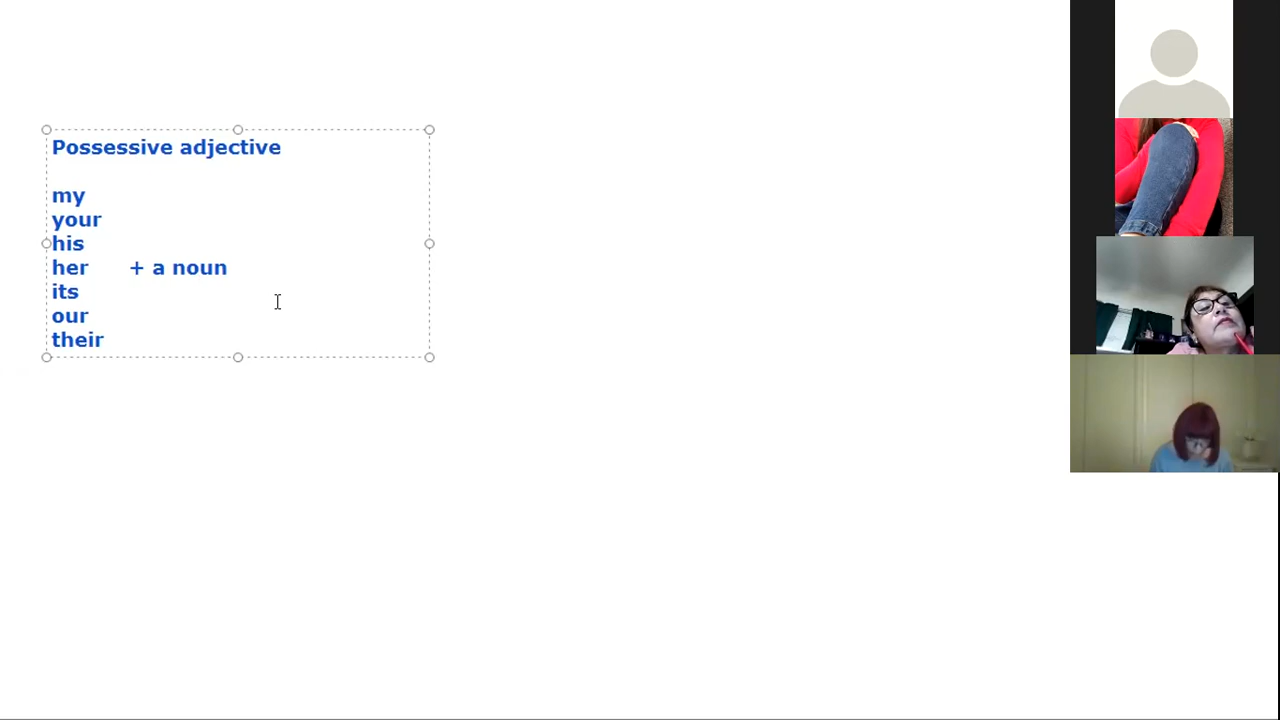 Possessive adjective
my
your
his
her + a noun
its
our
their